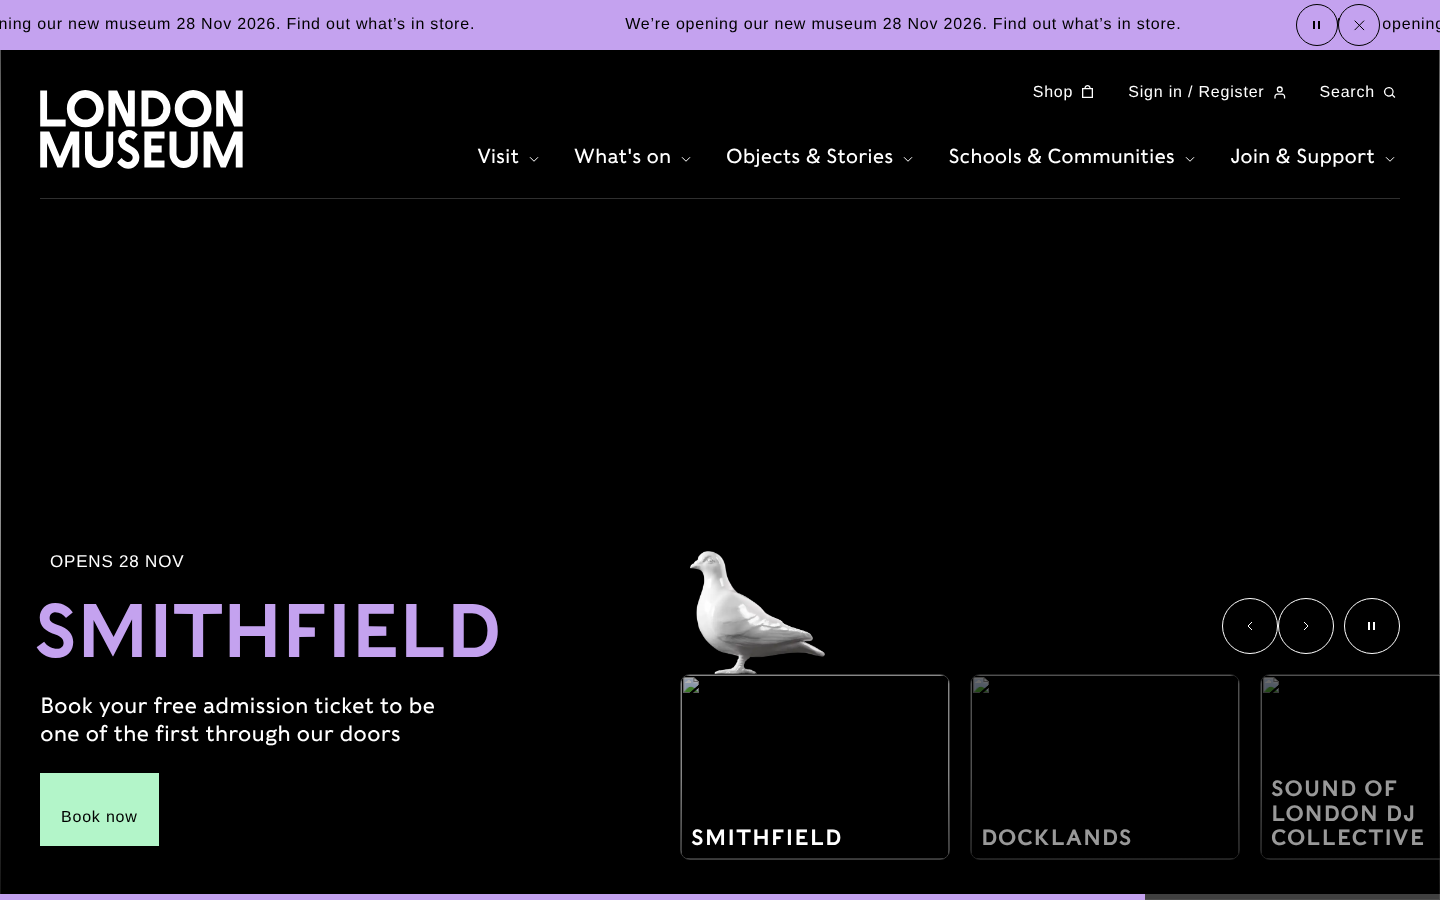 ning our new museum 28 Nov 2026. Find out what’s in store.
We’re opening our new museum 28 Nov 2026. Find out what’s in store.
opening
LONDON
MUSEUM
Shop
Sign in / Register
Search
Visit
What's on
Objects & Stories
Schools & Communities
Join & Support
OPENS 28 NOV
SMITHFIELD
Book your free admission ticket to be
one of the first through our doors
Book now
SMITHFIELD
DOCKLANDS
SOUND OF
LONDON DJ
COLLECTIVE